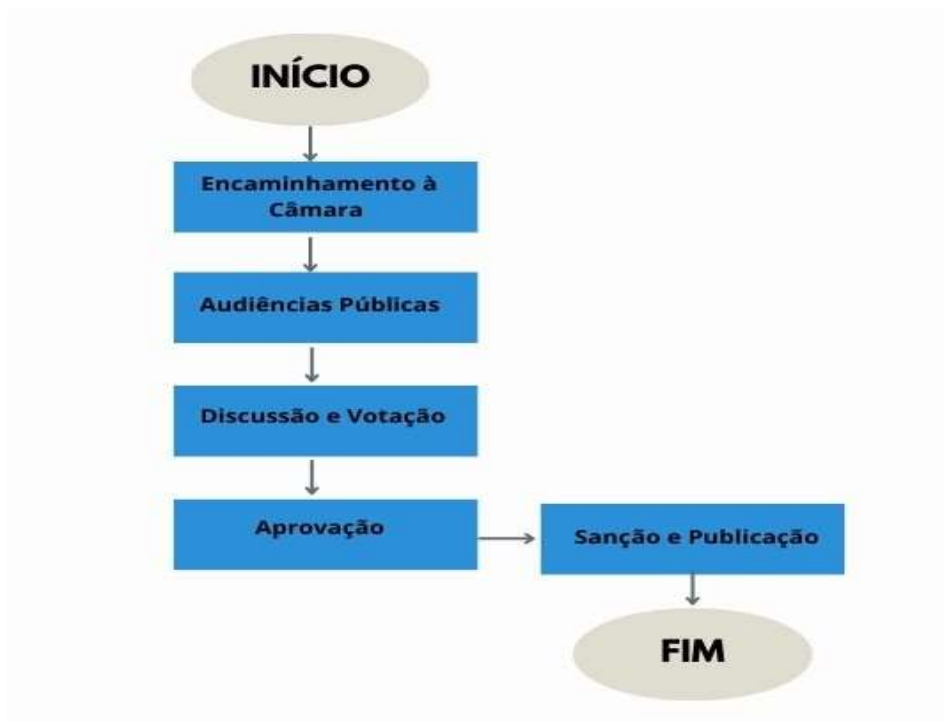 INÍCIO
Encaminhamento à
Câmara
Audiências Públicas
Discussão e Votação
Aprovação
Sanção e Publicação
FIM